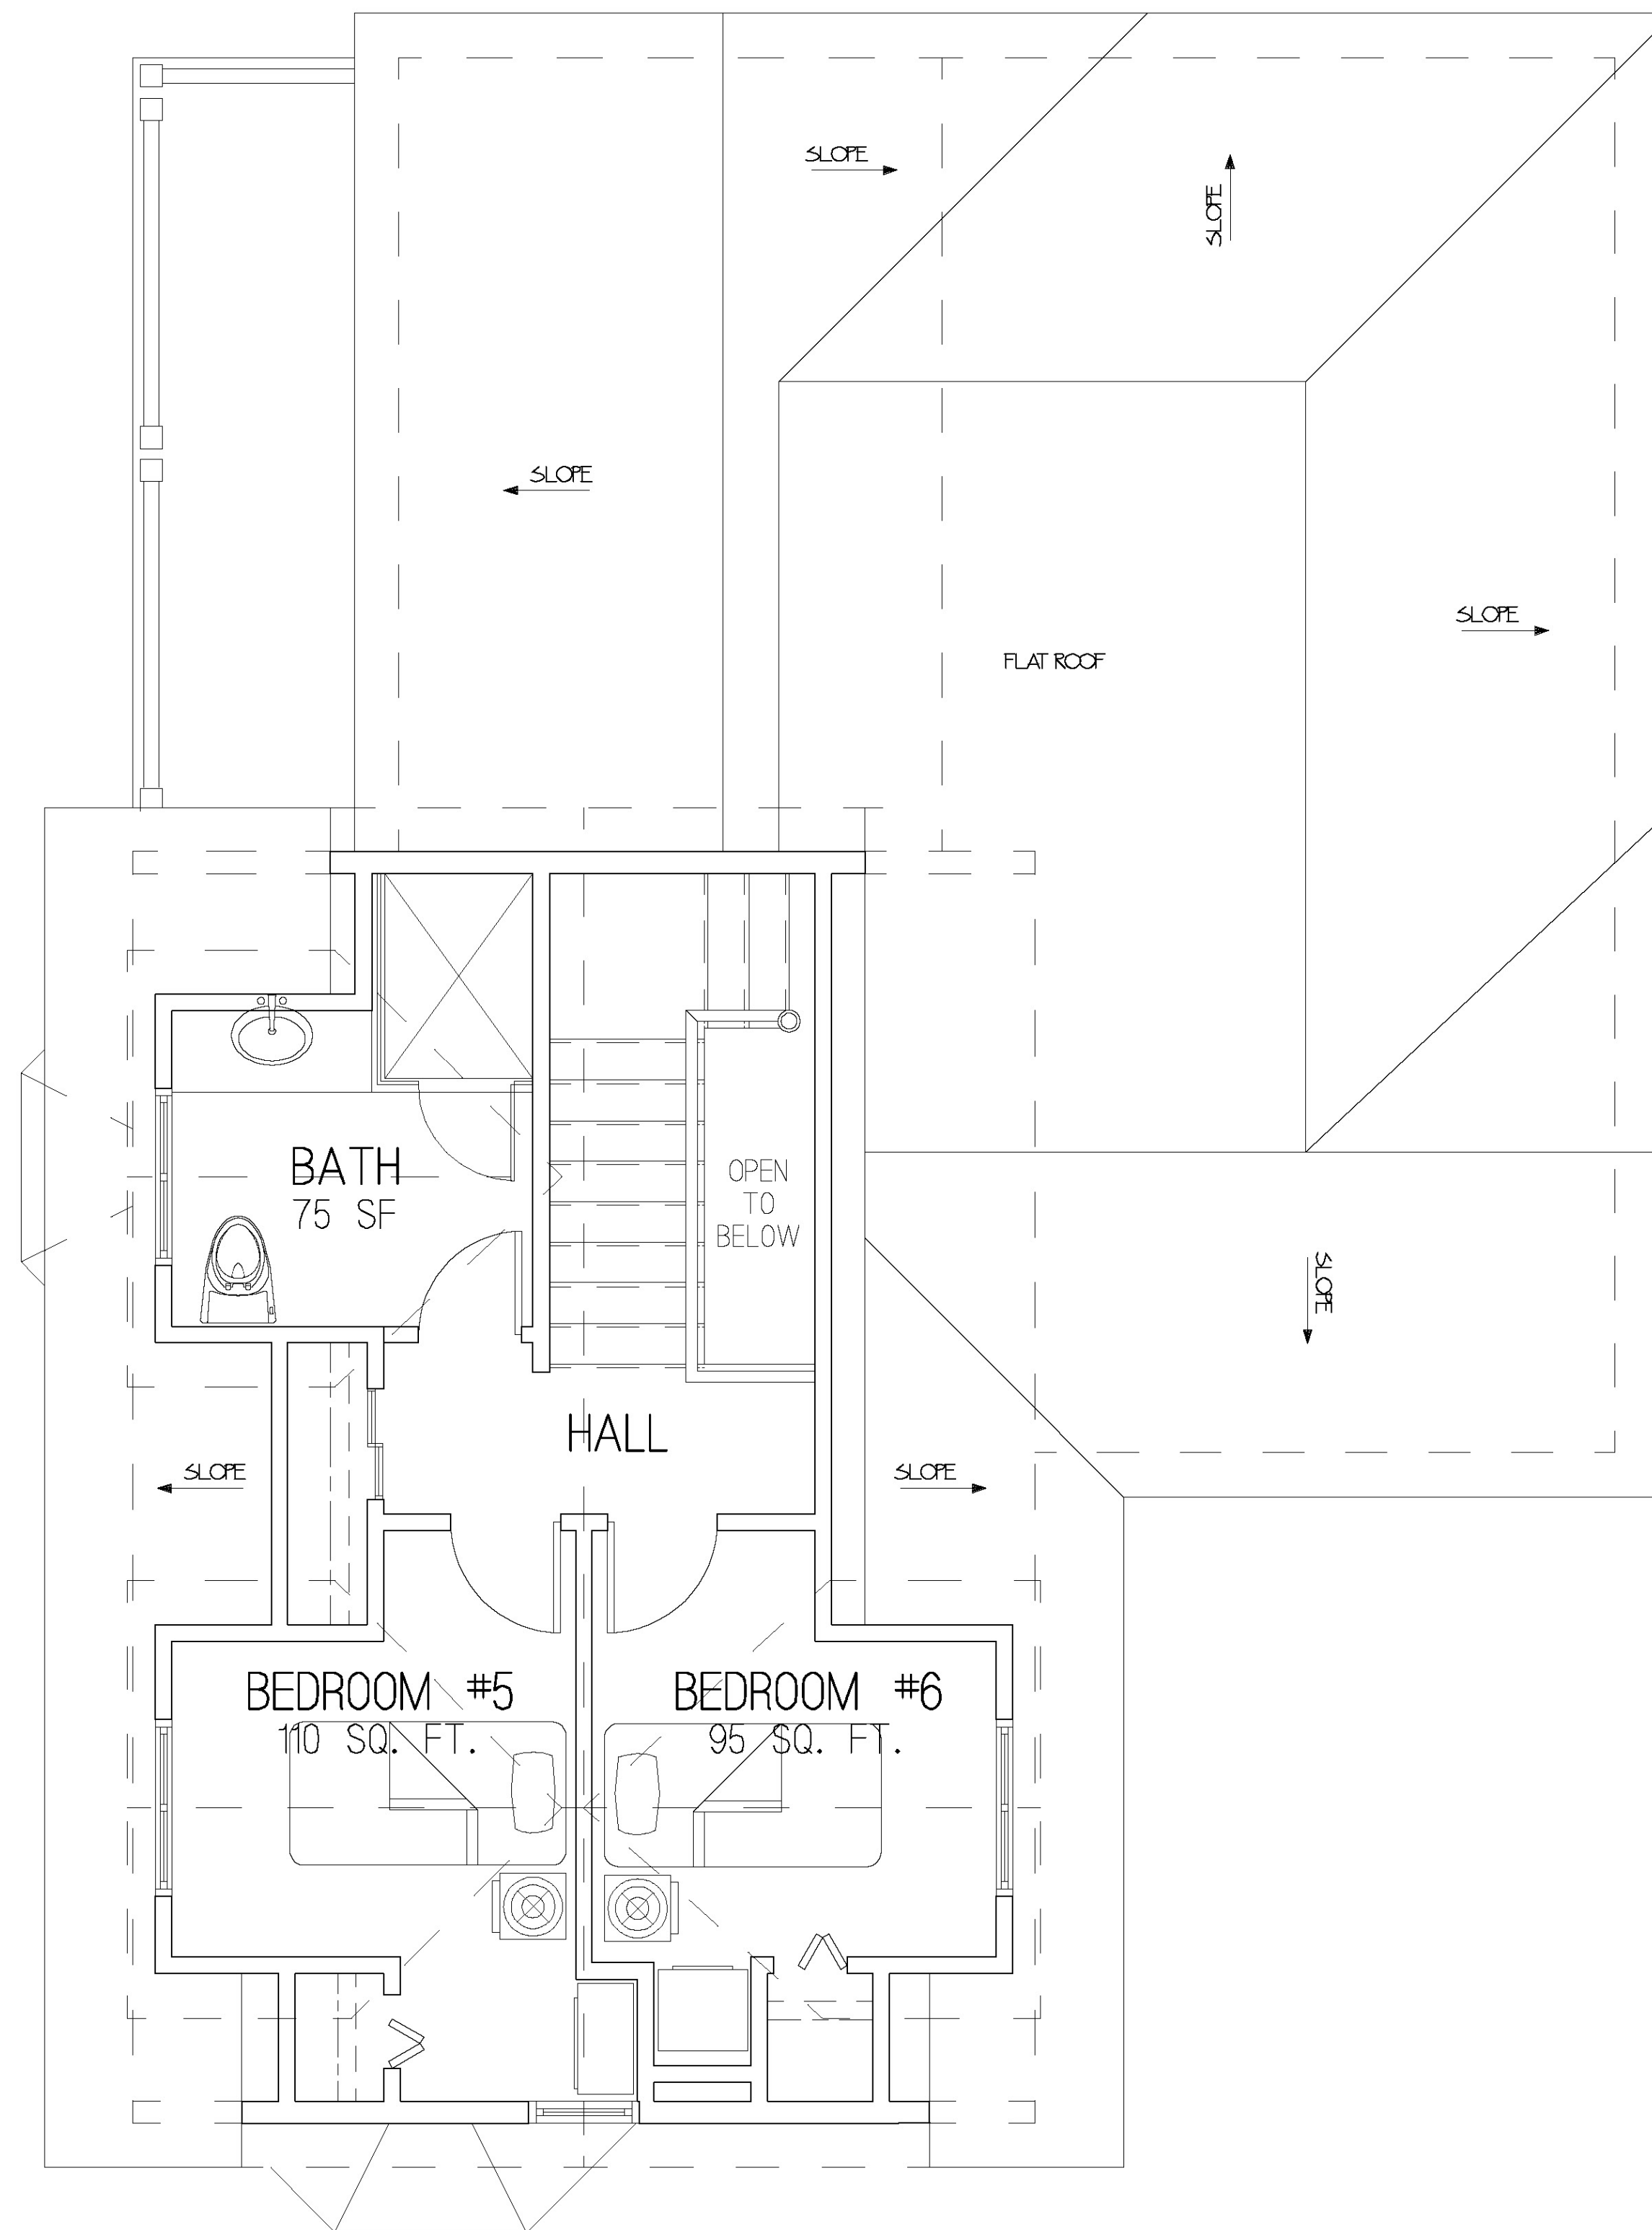 SLOPE
SLOPE
SLOPE
SLOPE
FLAT ROOF
BATH
75 SF
OPEN
TO
BELOW
SLOPE
HALL
SLOPE
SLOPE
BEDROOM #5
110 SQ. FT.
BEDROOM #6
95 SQ. FT.